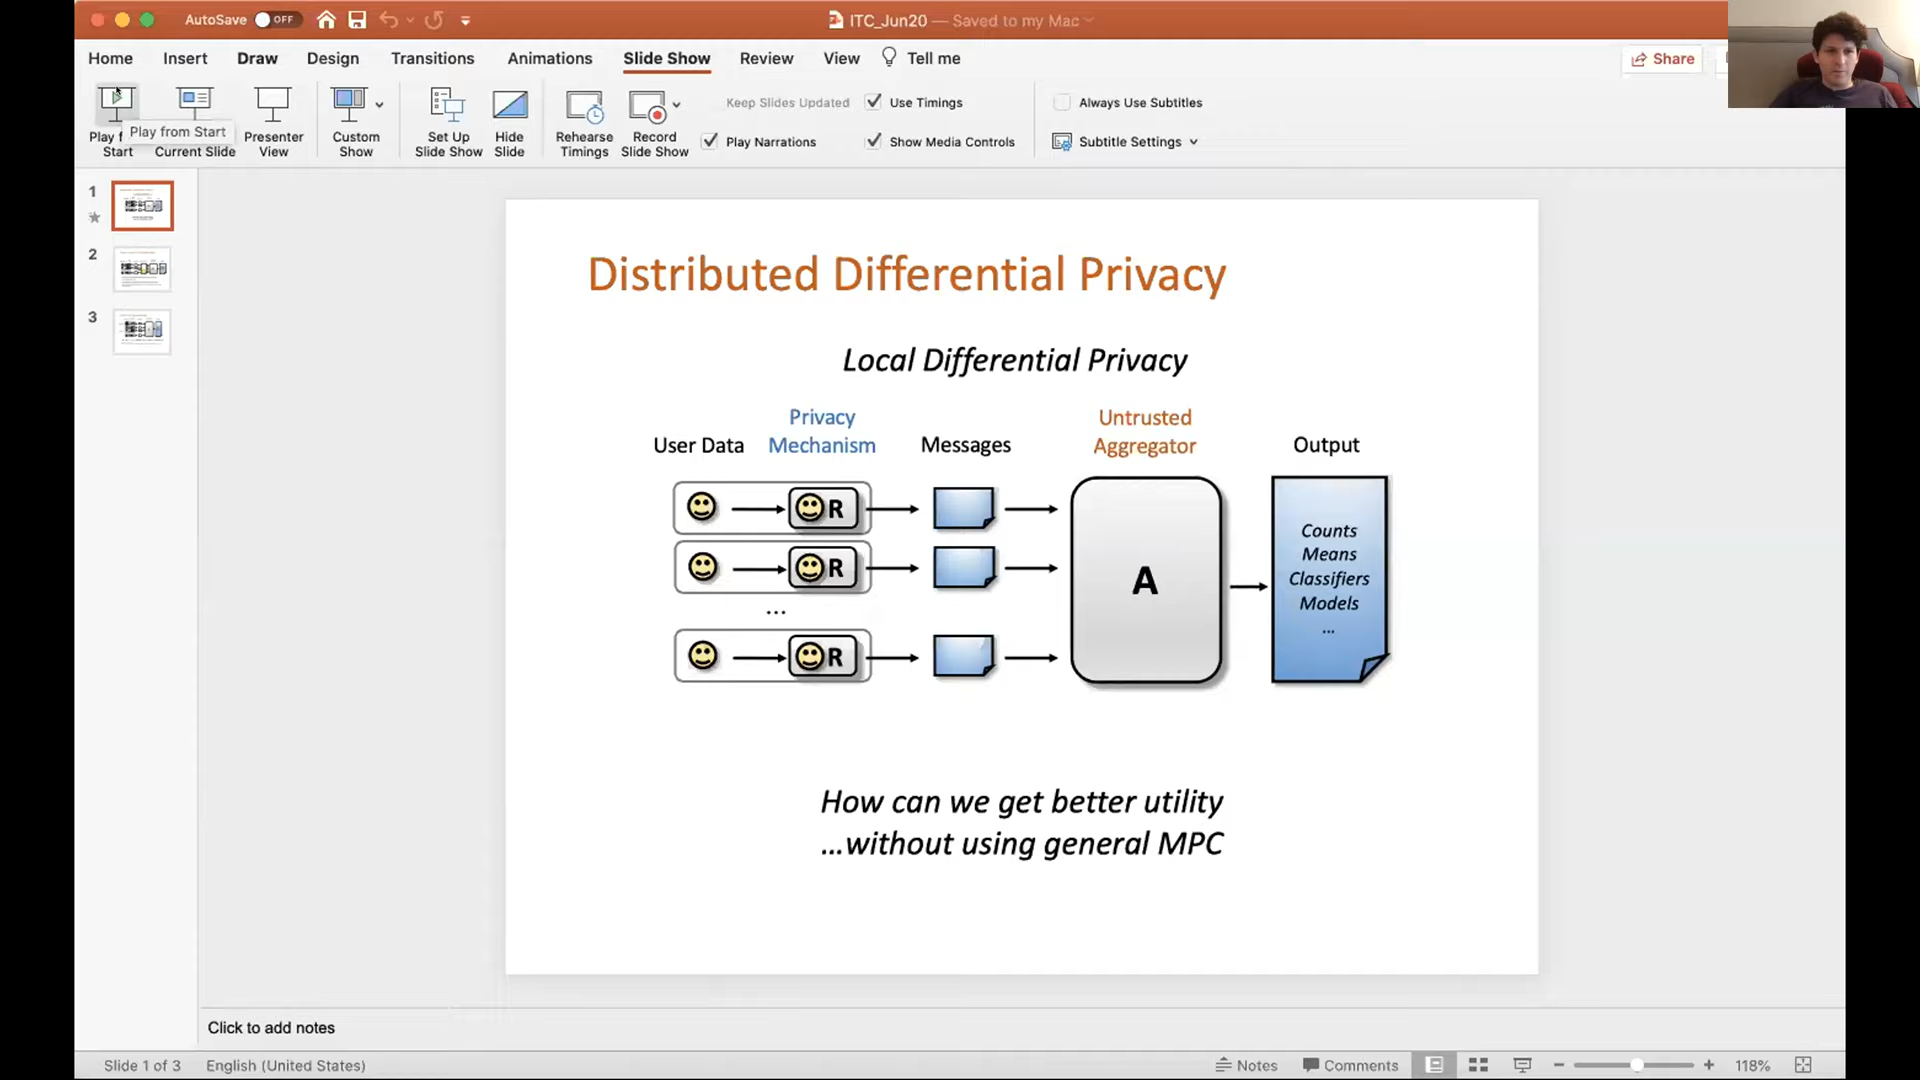 AutoSave OFF
ITC_Jun20 — Saved to my Mac
Home Insert Draw Design Transitions Animations Slide Show Review View Tell me Share
Keep Slides Updated Use Timings Always Use Subtitles
Play Start
Play from Start
Current Slide
Presenter View
Custom Show
Set Up Slide Show
Hide Slide
Rehearse Timings
Record Slide Show
Play Narrations Show Media Controls Subtitle Settings
1
2
3
Distributed Differential Privacy
Local Differential Privacy
User Data
Privacy
Mechanism
Messages
Untrusted
Aggregator
Output
R
R
...
R
A
Counts
Means
Classifiers
Models
...
How can we get better utility
...without using general MPC
Click to add notes
Slide 1 of 3 English (United States) Notes Comments 118%